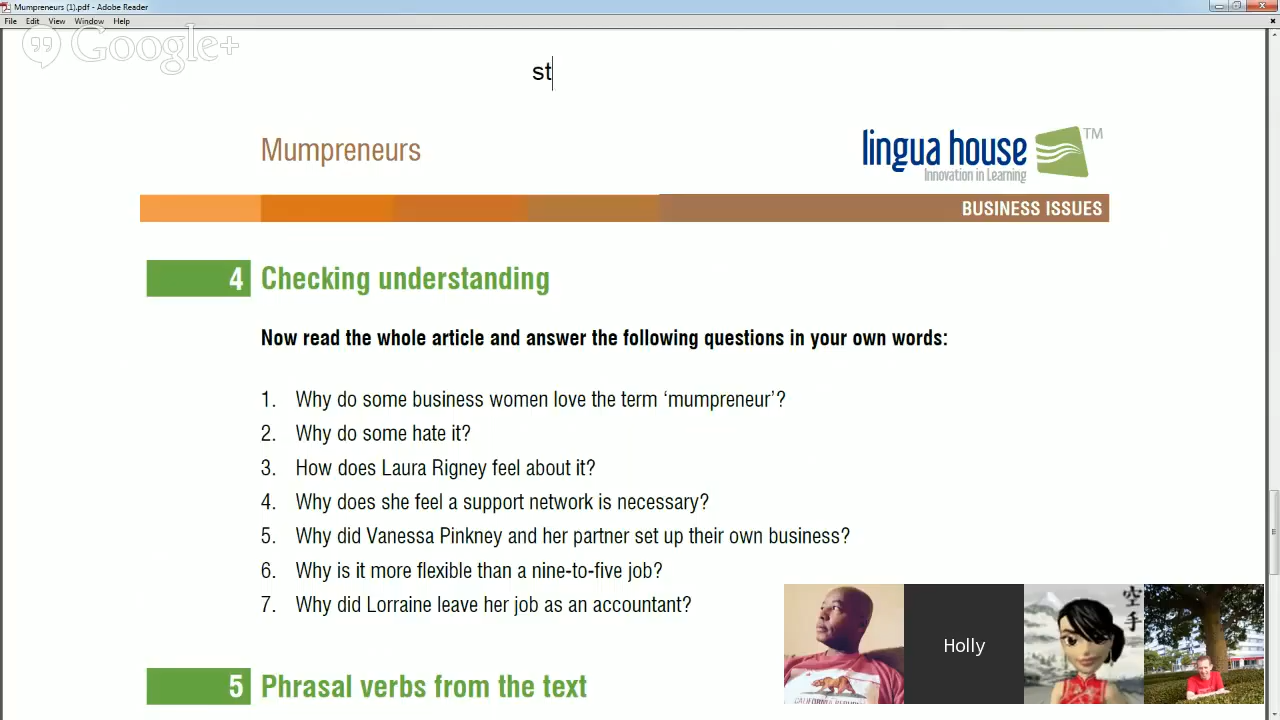 Mumpreneurs (1).pdf - Adobe Reader
File Edit View Window Help
Google+
st
Mumpreneurs
lingua house TM
Innovation in Learning
BUSINESS ISSUES
4 Checking understanding
Now read the whole article and answer the following questions in your own words:
1. Why do some business women love the term ‘mumpreneur’?
2. Why do some hate it?
3. How does Laura Rigney feel about it?
4. Why does she feel a support network is necessary?
5. Why did Vanessa Pinkney and her partner set up their own business?
6. Why is it more flexible than a nine-to-five job?
7. Why did Lorraine leave her job as an accountant?
Holly
空手
5 Phrasal verbs from the text